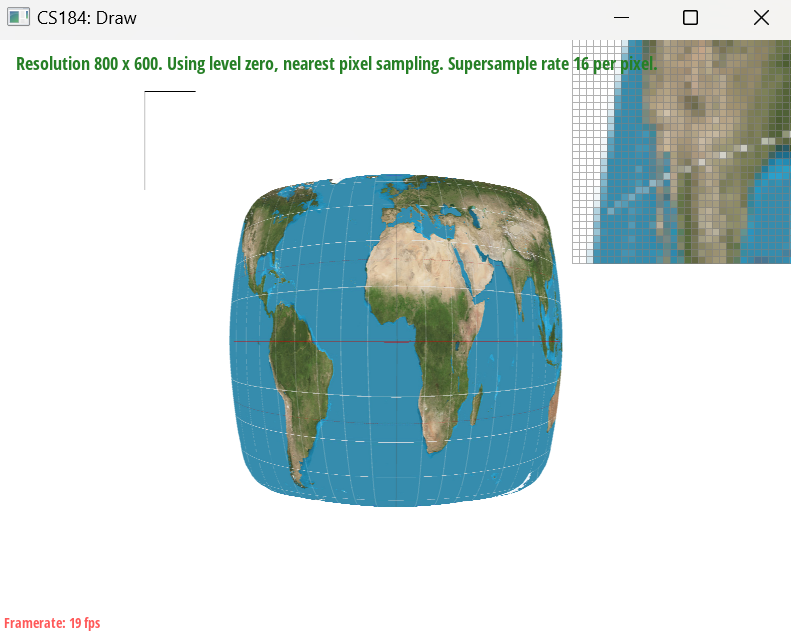 CS184: Draw
Resolution 800 x 600. Using level zero, nearest pixel sampling. Supersample rate 16 per pixel.
Framerate: 19 fps